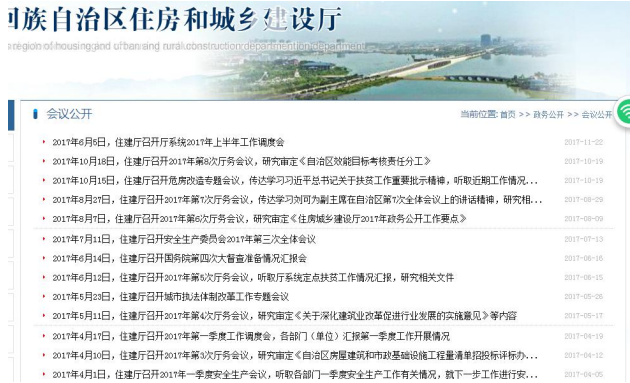 回族自治区住房和城乡建设厅
region of housing and urban and rural construction department
会议公开
当前位置: 首页 >> 政务公开 >> 会议公开
2017年6月5日，住建厅召开厅系统2017年上半年工作调度会 2017-11-22
2017年10月18日，住建厅召开2017年第8次厅务会议，研究审定《自治区效能目标考核责任分工》 2017-10-19
2017年10月15日，住建厅召开危房改造专题会议，传达学习习近平总书记关于扶贫工作重要批示精神，听取近期工作情况... 2017-10-19
2017年8月27日，住建厅召开2017年第7次厅务会议，传达学习刘可为副主席在自治区第7次全体会议上的讲话精神，研究相... 2017-08-29
2017年8月7日，住建厅召开2017年第6次厅务会议，研究审定《住房城乡建设厅2017年政务公开工作要点》 2017-08-09
2017年7月11日，住建厅召开安全生产委员会2017年第三次全体会议 2017-07-13
2017年6月14日，住建厅召开国务院第四次大督查准备情况汇报会 2017-06-16
2017年6月12日，住建厅召开2017年第5次厅务会议，听取厅系统定点扶贫工作情况汇报，研究相关文件 2017-06-15
2017年5月23日，住建厅召开城市执法体制改革工作专题会议 2017-05-26
2017年5月11日，住建厅召开2017年第4次厅务会议，研究审定《关于深化建筑业改革促进行业发展的实施意见》等内容 2017-05-17
2017年4月17日，住建厅召开2017年第一季度工作调度会，各部门（单位）汇报第一季度工作开展情况 2017-04-19
2017年4月10日，住建厅召开2017年第3次厅务会议，研究审定《自治区房屋建筑和市政基础设施工程量清单招投标评标办... 2017-04-12
2017年4月1日，住建厅召开2017年一季度安全生产会议，听取各部门一季度安全生产工作有关情况，就下一步工作进行安... 2017-04-05